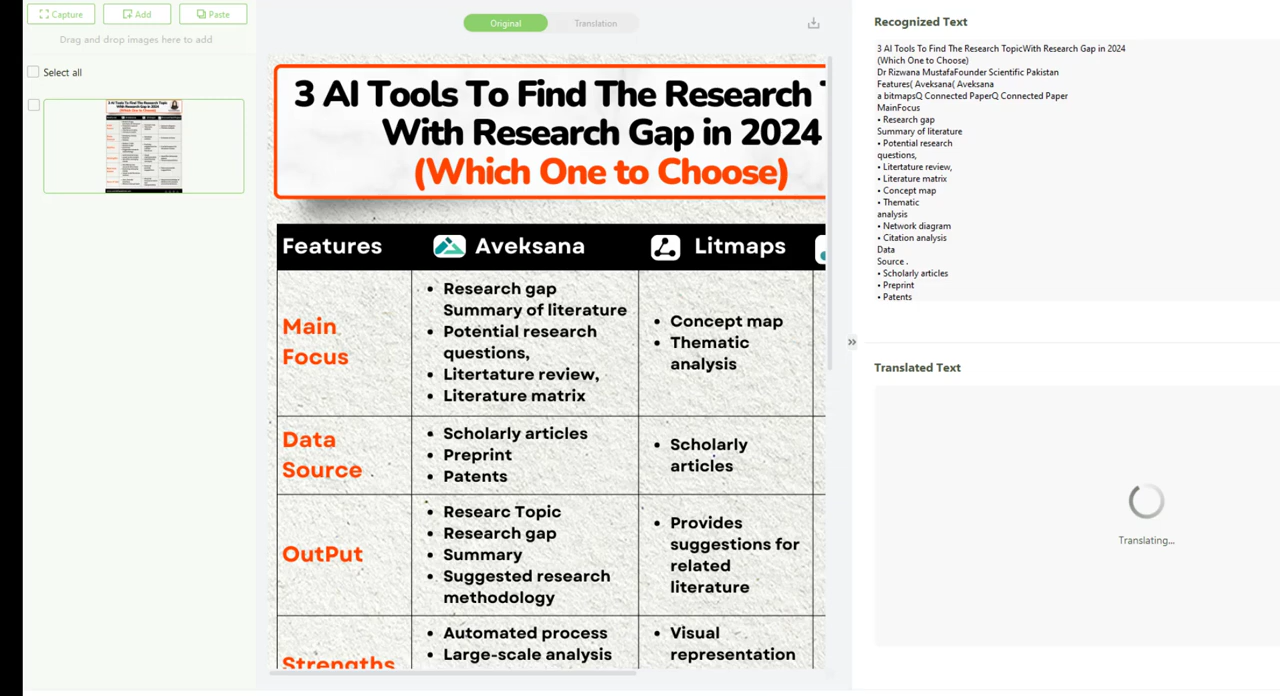 Capture
Add
Paste
Drag and drop images here to add
Select all
Original
Translation
3 AI Tools To Find The Research
With Research Gap in 2024
(Which One to Choose)
Features
Aveksana
Litmaps
Main
Focus
• Research gap
Summary of literature
• Potential research
questions,
• Litertature review,
• Literature matrix
• Concept map
• Thematic
analysis
Data
Source
• Scholarly articles
• Preprint
• Patents
• Scholarly
articles
OutPut
• Researc Topic
• Research gap
• Summary
• Suggested research
methodology
• Provides
suggestions for
related
literature
Strengths
• Automated process
• Large-scale analysis
• Visual
representation
Recognized Text
3 AI Tools To Find The Research TopicWith Research Gap in 2024
(Which One to Choose)
Dr Rizwana MustafaFounder Scientific Pakistan
Features( Aveksana( Aveksana
a bitrmapsQ Connected PaperQ Connected Paper
MainFocus
• Research gap
Summary of literature
• Potential research
questions,
• Litertature review,
• Literature matrix
• Concept map
• Thematic
analysis
• Network diagram
• Citation analysis
Data
Source .
• Scholarly articles
• Preprint
• Patents
Translated Text
Translating...